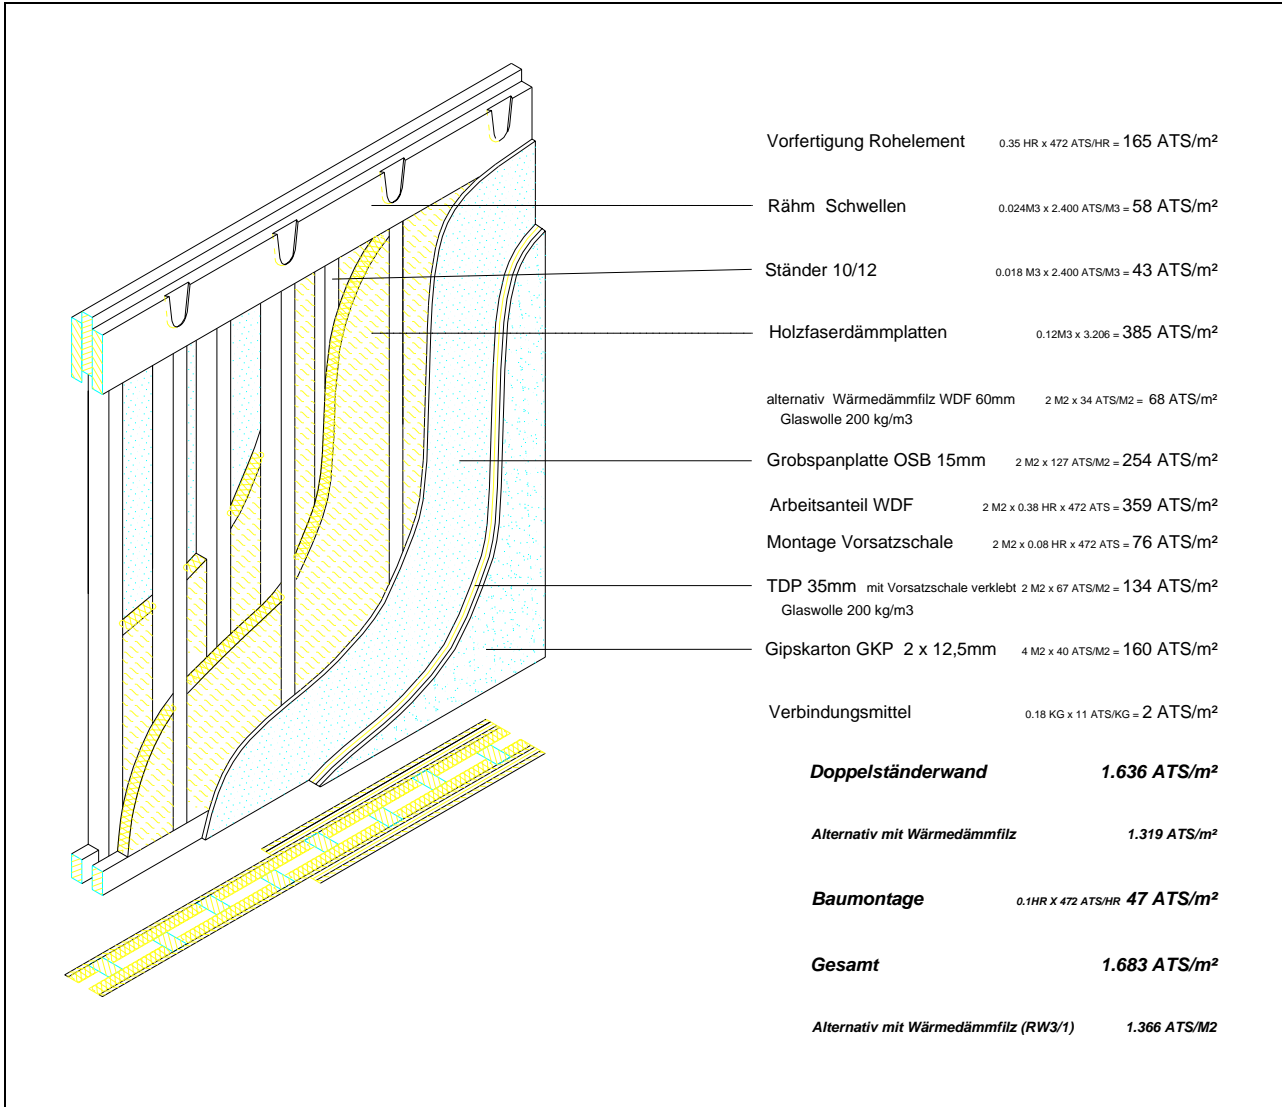 Vorfertigung Rohelement 0.35 HR x 472 ATS/HR = 165 ATS/m²
Rähm Schwellen 0.024M3 x 2.400 ATS/M3 = 58 ATS/m²
Ständer 10/12 0.018 M3 x 2.400 ATS/M3 = 43 ATS/m²
Holzfaserdämmplatten 0.12M3 x 3.206 = 385 ATS/m²
alternativ Wärmedämmfilz WDF 60mm 2 M2 x 34 ATS/M2 = 68 ATS/m²
Glaswolle 200 kg/m3
Grobspanplatte OSB 15mm 2 M2 x 127 ATS/M2 = 254 ATS/m²
Arbeitsanteil WDF 2 M2 x 0.38 HR x 472 ATS = 359 ATS/m²
Montage Vorsatzschale 2 M2 x 0.08 HR x 472 ATS = 76 ATS/m²
TDP 35mm mit Vorsatzschale verklebt 2 M2 x 67 ATS/M2 = 134 ATS/m²
Glaswolle 200 kg/m3
Gipskarton GKP 2 x 12,5mm 4 M2 x 40 ATS/M2 = 160 ATS/m²
Verbindungsmittel 0.18 KG x 11 ATS/KG = 2 ATS/m²
Doppelständerwand 1.636 ATS/m²
Alternativ mit Wärmedämmfilz 1.319 ATS/m²
Baumontage 0.1HR X 472 ATS/HR 47 ATS/m²
Gesamt 1.683 ATS/m²
Alternativ mit Wärmedämmfilz (RW3/1) 1.366 ATS/M2